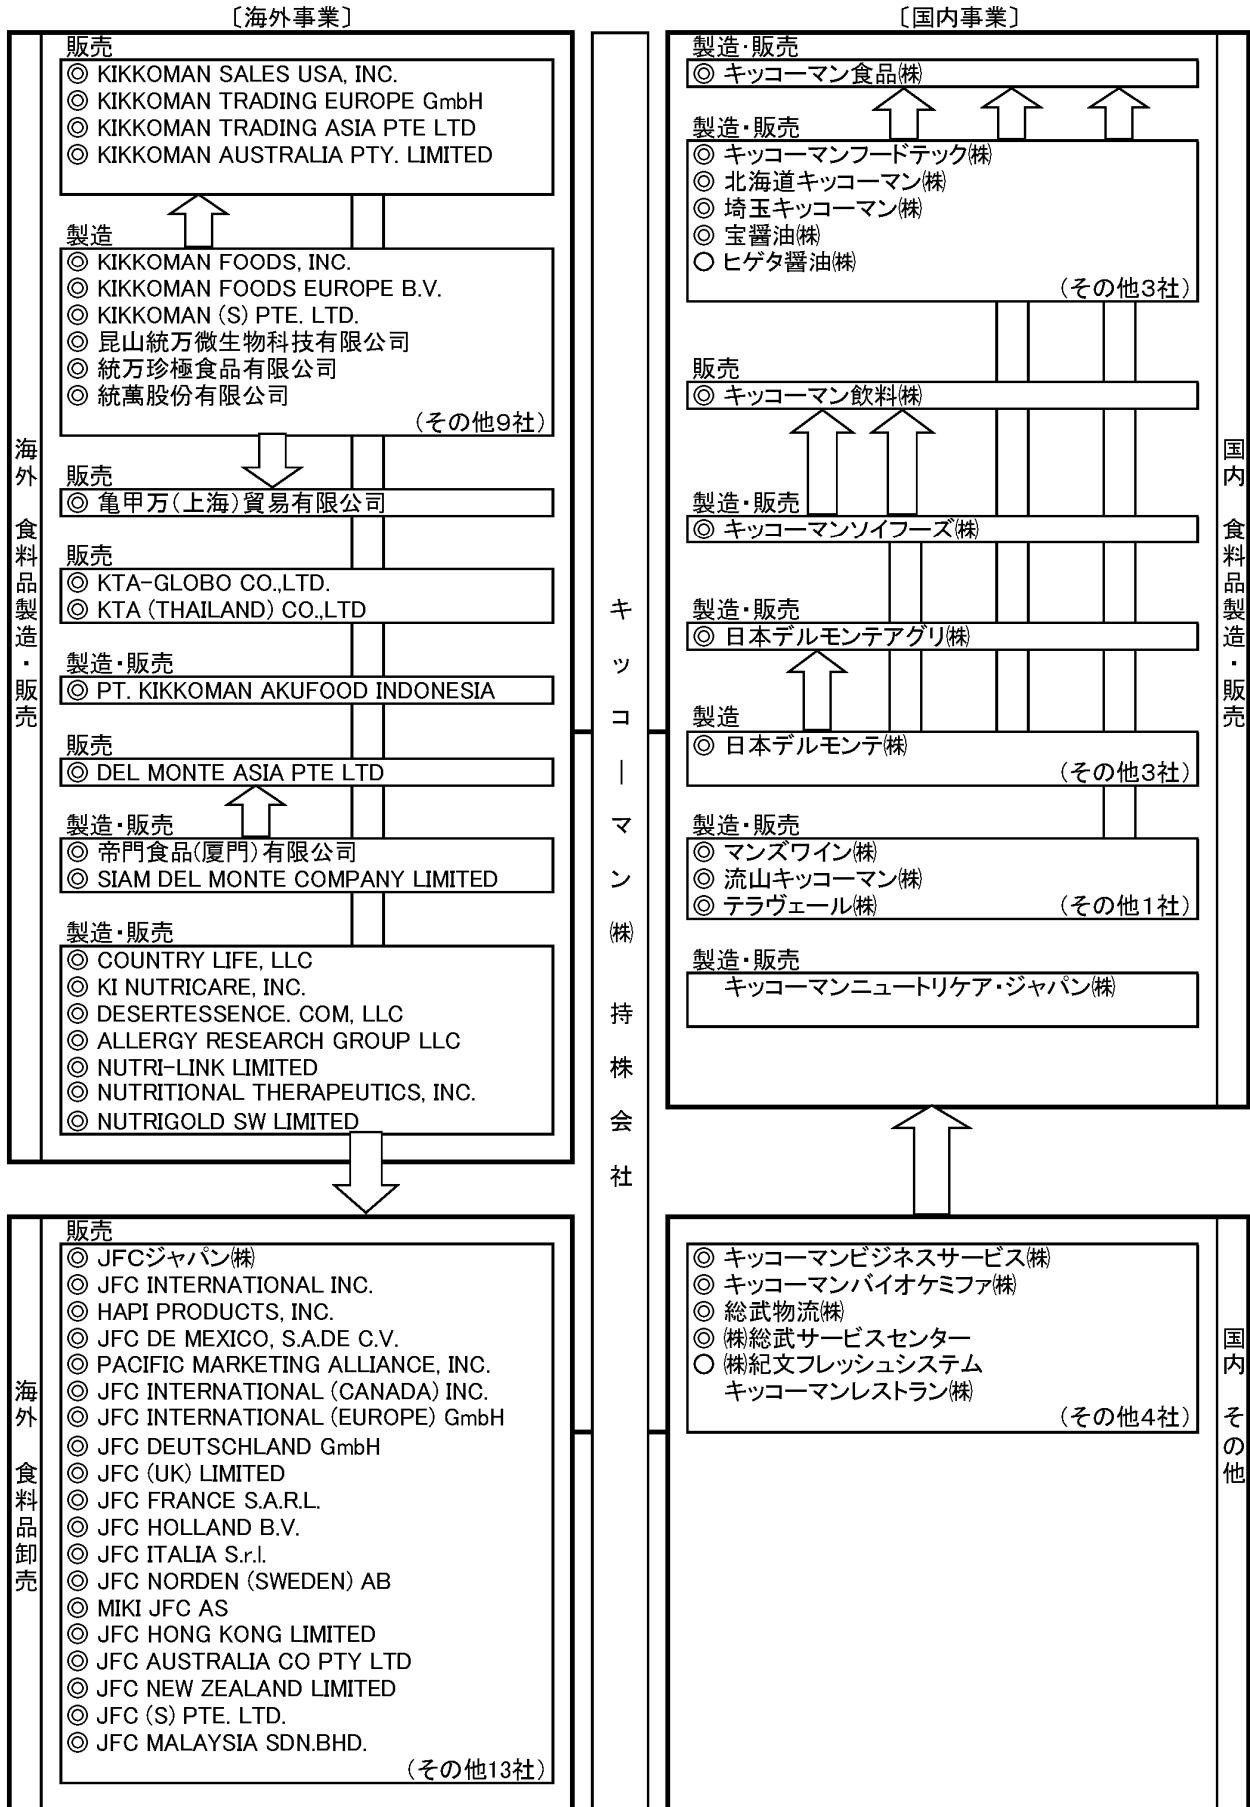 〔海外事業〕
海外 食料品製造・販売
販売
◎ KIKKOMAN SALES USA, INC.
◎ KIKKOMAN TRADING EUROPE GmbH
◎ KIKKOMAN TRADING ASIA PTE LTD
◎ KIKKOMAN AUSTRALIA PTY. LIMITED
製造
◎ KIKKOMAN FOODS, INC.
◎ KIKKOMAN FOODS EUROPE B.V.
◎ KIKKOMAN (S) PTE. LTD.
◎ 昆山統万微生物科技有限公司
◎ 統万珍極食品有限公司
◎ 統萬股份有限公司
(その他9社)
販売
◎ 亀甲万(上海)貿易有限公司
販売
◎ KTA-GLOBO CO.,LTD.
◎ KTA (THAILAND) CO.,LTD
製造・販売
◎ PT. KIKKOMAN AKUFOOD INDONESIA
販売
◎ DEL MONTE ASIA PTE LTD
製造・販売
◎ 帝門食品(厦門)有限公司
◎ SIAM DEL MONTE COMPANY LIMITED
製造・販売
◎ COUNTRY LIFE, LLC
◎ KI NUTRICARE, INC.
◎ DESERTESSENCE. COM, LLC
◎ ALLERGY RESEARCH GROUP LLC
◎ NUTRI-LINK LIMITED
◎ NUTRITIONAL THERAPEUTICS, INC.
◎ NUTRIGOLD SW LIMITED
海外 食料品卸売
販売
◎ JFCジャパン㈱
◎ JFC INTERNATIONAL INC.
◎ HAPI PRODUCTS, INC.
◎ JFC DE MEXICO, S.A.DE C.V.
◎ PACIFIC MARKETING ALLIANCE, INC.
◎ JFC INTERNATIONAL (CANADA) INC.
◎ JFC INTERNATIONAL (EUROPE) GmbH
◎ JFC DEUTSCHLAND GmbH
◎ JFC (UK) LIMITED
◎ JFC FRANCE S.A.R.L.
◎ JFC HOLLAND B.V.
◎ JFC ITALIA S.r.l.
◎ JFC NORDEN (SWEDEN) AB
◎ MIKI JFC AS
◎ JFC HONG KONG LIMITED
◎ JFC AUSTRALIA CO PTY LTD
◎ JFC NEW ZEALAND LIMITED
◎ JFC (S) PTE. LTD.
◎ JFC MALAYSIA SDN.BHD.
(その他13社)
キッコーマン㈱ 持株会社
〔国内事業〕
製造・販売
◎ キッコーマン食品㈱
製造・販売
◎ キッコーマンフードテック㈱
◎ 北海道キッコーマン㈱
◎ 埼玉キッコーマン㈱
◎ 宝醤油㈱
○ ヒゲタ醤油㈱
(その他3社)
販売
◎ キッコーマン飲料㈱
製造・販売
◎ キッコーマンソイフーズ㈱
製造・販売
◎ 日本デルモンテアグリ㈱
製造
◎ 日本デルモンテ㈱
(その他3社)
製造・販売
◎ マンズワイン㈱
◎ 流山キッコーマン㈱
◎ テラヴェール㈱ (その他1社)
製造・販売
キッコーマンニュートリケア・ジャパン㈱
国内 食料品製造・販売
◎ キッコーマンビジネスサービス㈱
◎ キッコーマンバイオケミファ㈱
◎ 総武物流㈱
◎ ㈱総武サービスセンター
○ ㈱紀文フレッシュシステム
キッコーマンレストラン㈱
(その他4社)
国内 その他